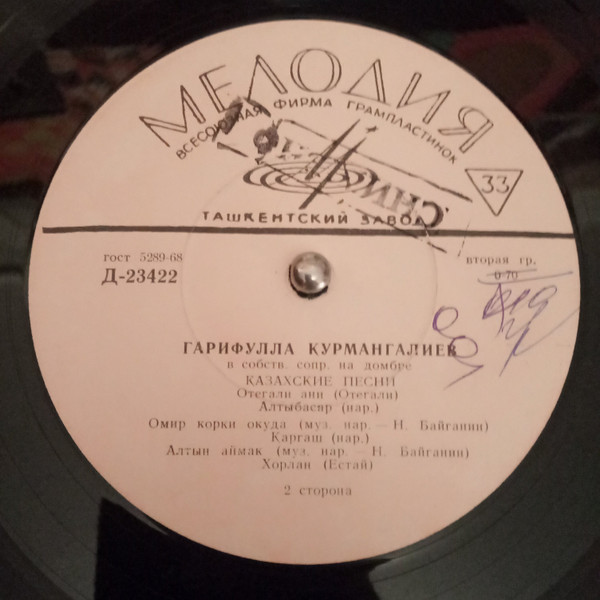 МЕЛОДИЯ
ВСЕСОЮЗНАЯ ФИРМА ГРАМПЛАСТИНОК
33
ТАШКЕНТСКИЙ ЗАВОД
гост 5289-68
Д-23422
вторая гр.
0-70
ГАРИФУЛЛА КУРМАНГАЛИЕВ
в собств. сопр. на домбре
КАЗАХСКИЕ ПЕСНИ
Отегали ани (Отегали)
Алтыбасар (нар.)
Омир корки окуда (муз. нар. — Н. Байганин)
Каргаш (нар.)
Алтын аймак (муз. нар. — Н. Байганин)
Хорлан (Естай)
2 сторона